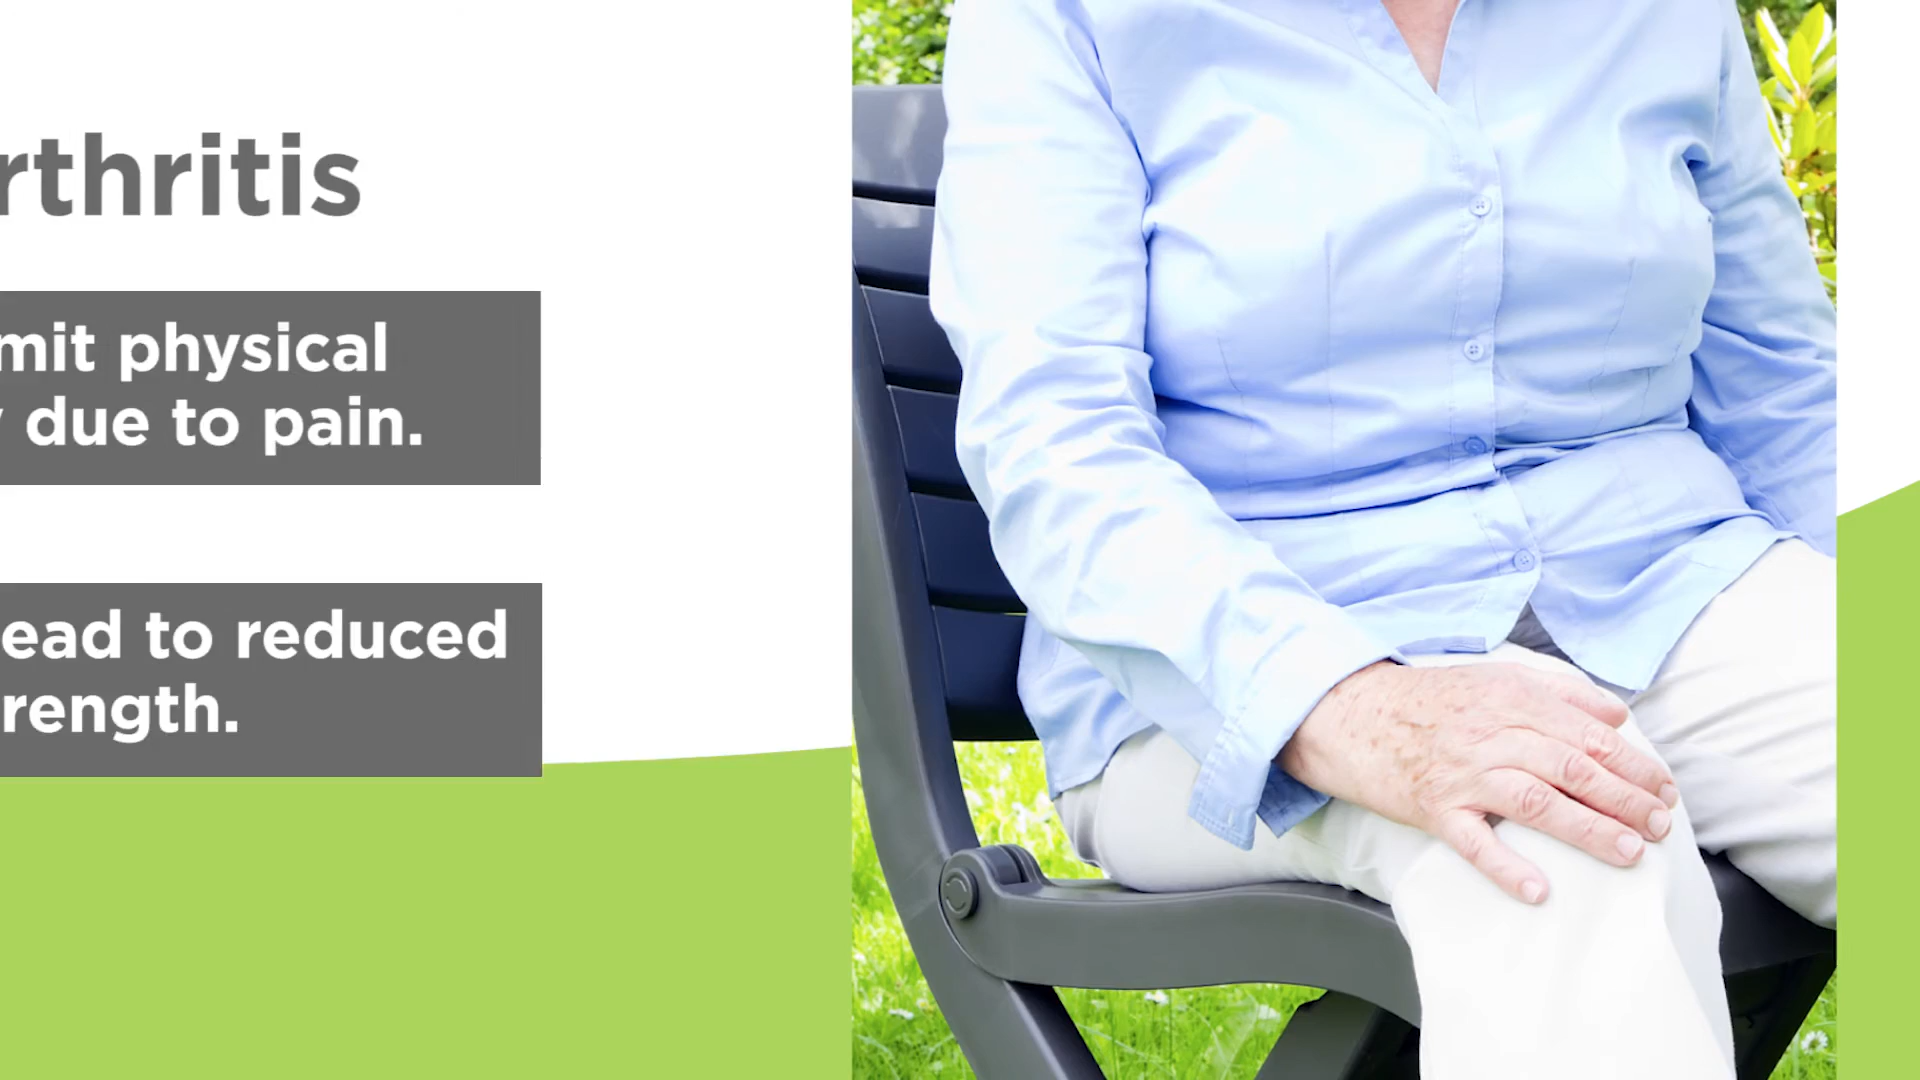 rthritis
mit physical
due to pain.
ead to reduced
rength.